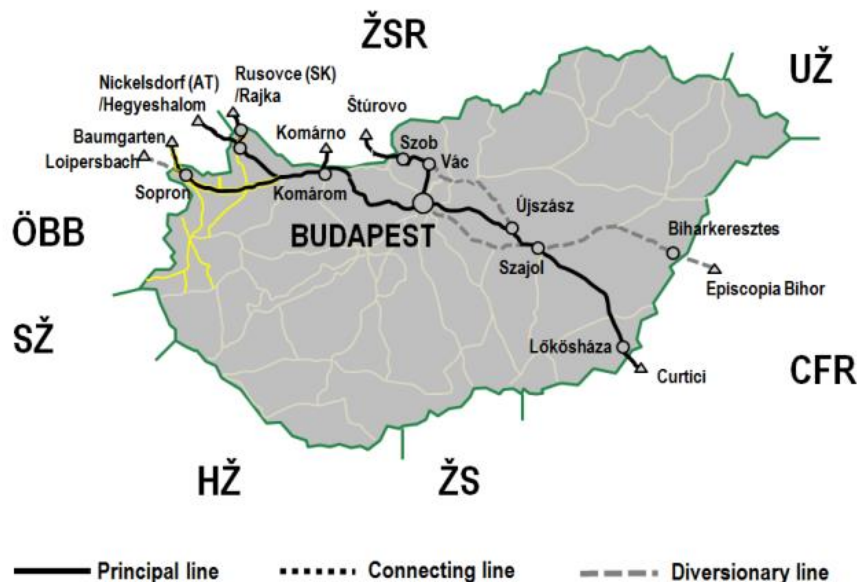 ŽSR
UŽ
Nickelsdorf (AT)
/Hegyeshalom
Rusovce (SK)
/Rajka
Štúrovo
Baumgarten
Komárno
Szob
Loipersbach
Vác
Sopron
Komárom
Újszász
ÖBB
BUDAPEST
Biharkeresztes
Szajol
Episcopia Bihor
SŽ
Lőkösháza
Curtici
CFR
HŽ
ŽS
Principal line
Connecting line
Diversionary line